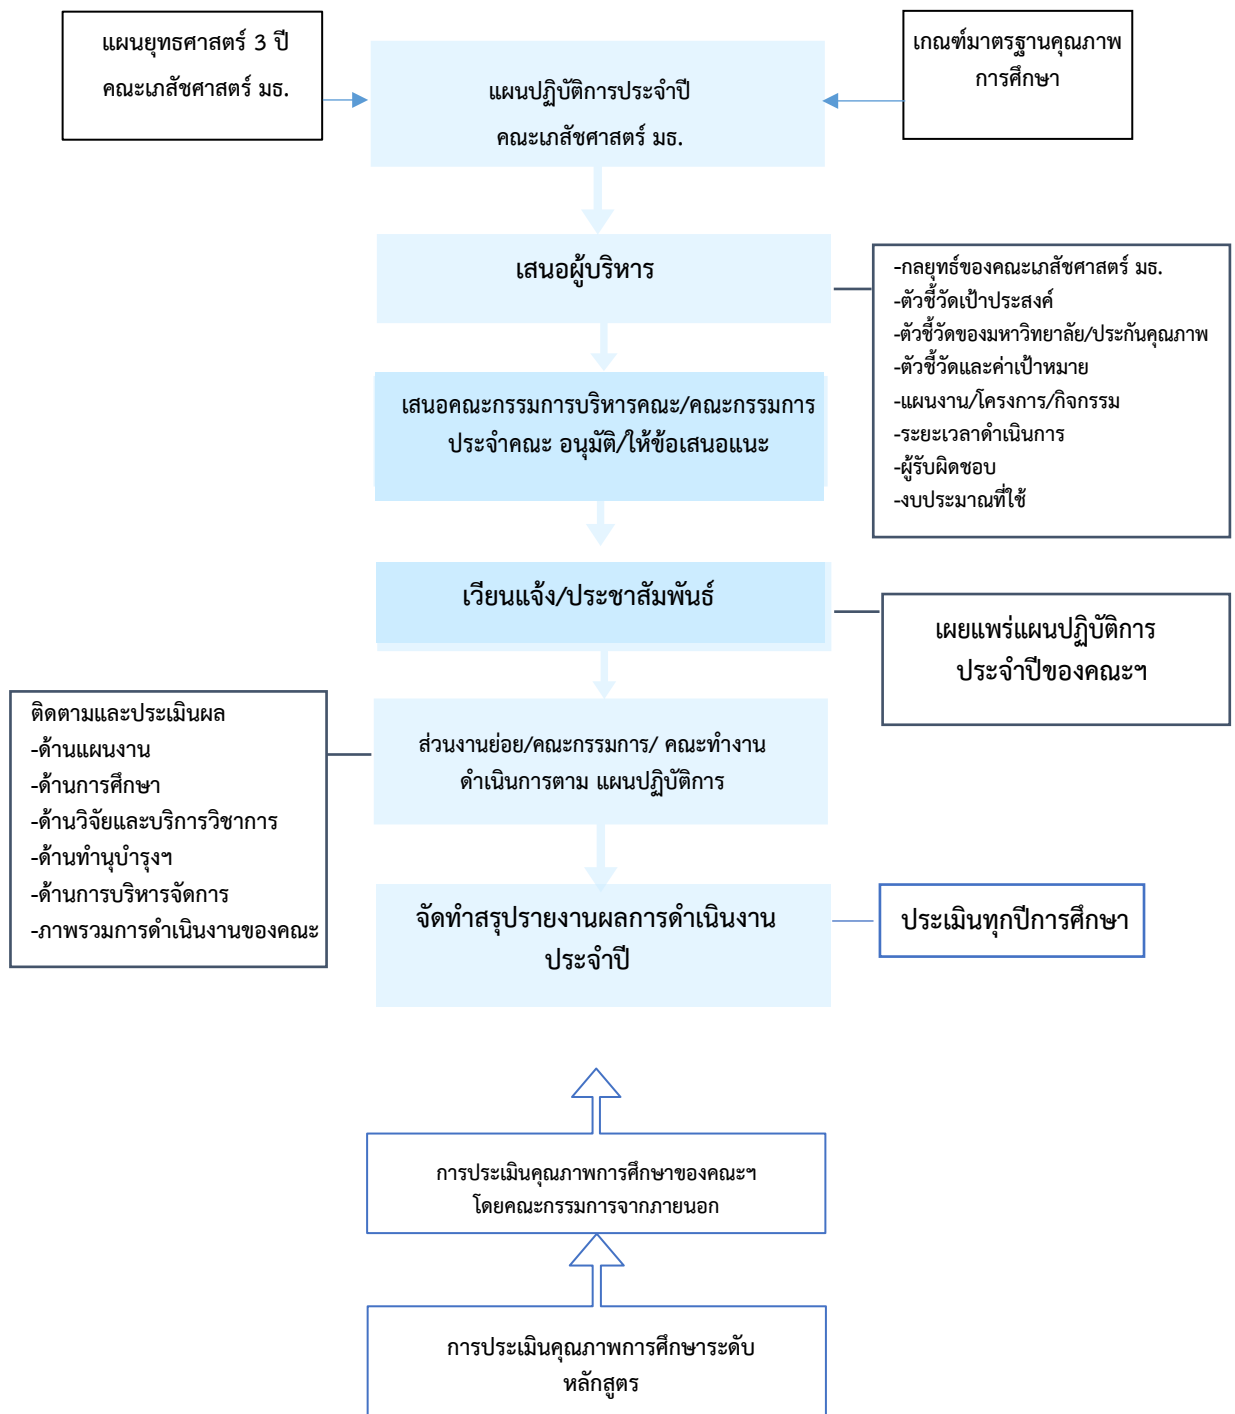 แผนยุทธศาสตร์ 3 ปี
คณะเภสัชศาสตร์ มธ.
แผนปฏิบัติการประจำปี
คณะเภสัชศาสตร์ มธ.
เกณฑ์มาตรฐานคุณภาพ
การศึกษา
เสนอผู้บริหาร
-กลยุทธ์ของคณะเภสัชศาสตร์ มธ.
-ตัวชี้วัดเป้าประสงค์
-ตัวชี้วัดของมหาวิทยาลัย/ประกันคุณภาพ
-ตัวชี้วัดและค่าเป้าหมาย
-แผนงาน/โครงการ/กิจกรรม
-ระยะเวลาดำเนินการ
-ผู้รับผิดชอบ
-งบประมาณที่ใช้
เสนอคณะกรรมการบริหารคณะ/คณะกรรมการ
ประจำคณะ อนุมัติ/ให้ข้อเสนอแนะ
เวียนแจ้ง/ประชาสัมพันธ์
เผยแพร่แผนปฏิบัติการ
ประจำปีของคณะฯ
ติดตามและประเมินผล
-ด้านแผนงาน
-ด้านการศึกษา
-ด้านวิจัยและบริการวิชาการ
-ด้านทำนุบำรุงฯ
-ด้านการบริหารจัดการ
-ภาพรวมการดำเนินงานของคณะ
ส่วนงานย่อย/คณะกรรมการ/ คณะทำงาน
ดำเนินการตาม แผนปฏิบัติการ
จัดทำสรุปรายงานผลการดำเนินงาน
ประจำปี
ประเมินทุกปีการศึกษา
การประเมินคุณภาพการศึกษาของคณะฯ
โดยคณะกรรมการจากภายนอก
การประเมินคุณภาพการศึกษาระดับ
หลักสูตร